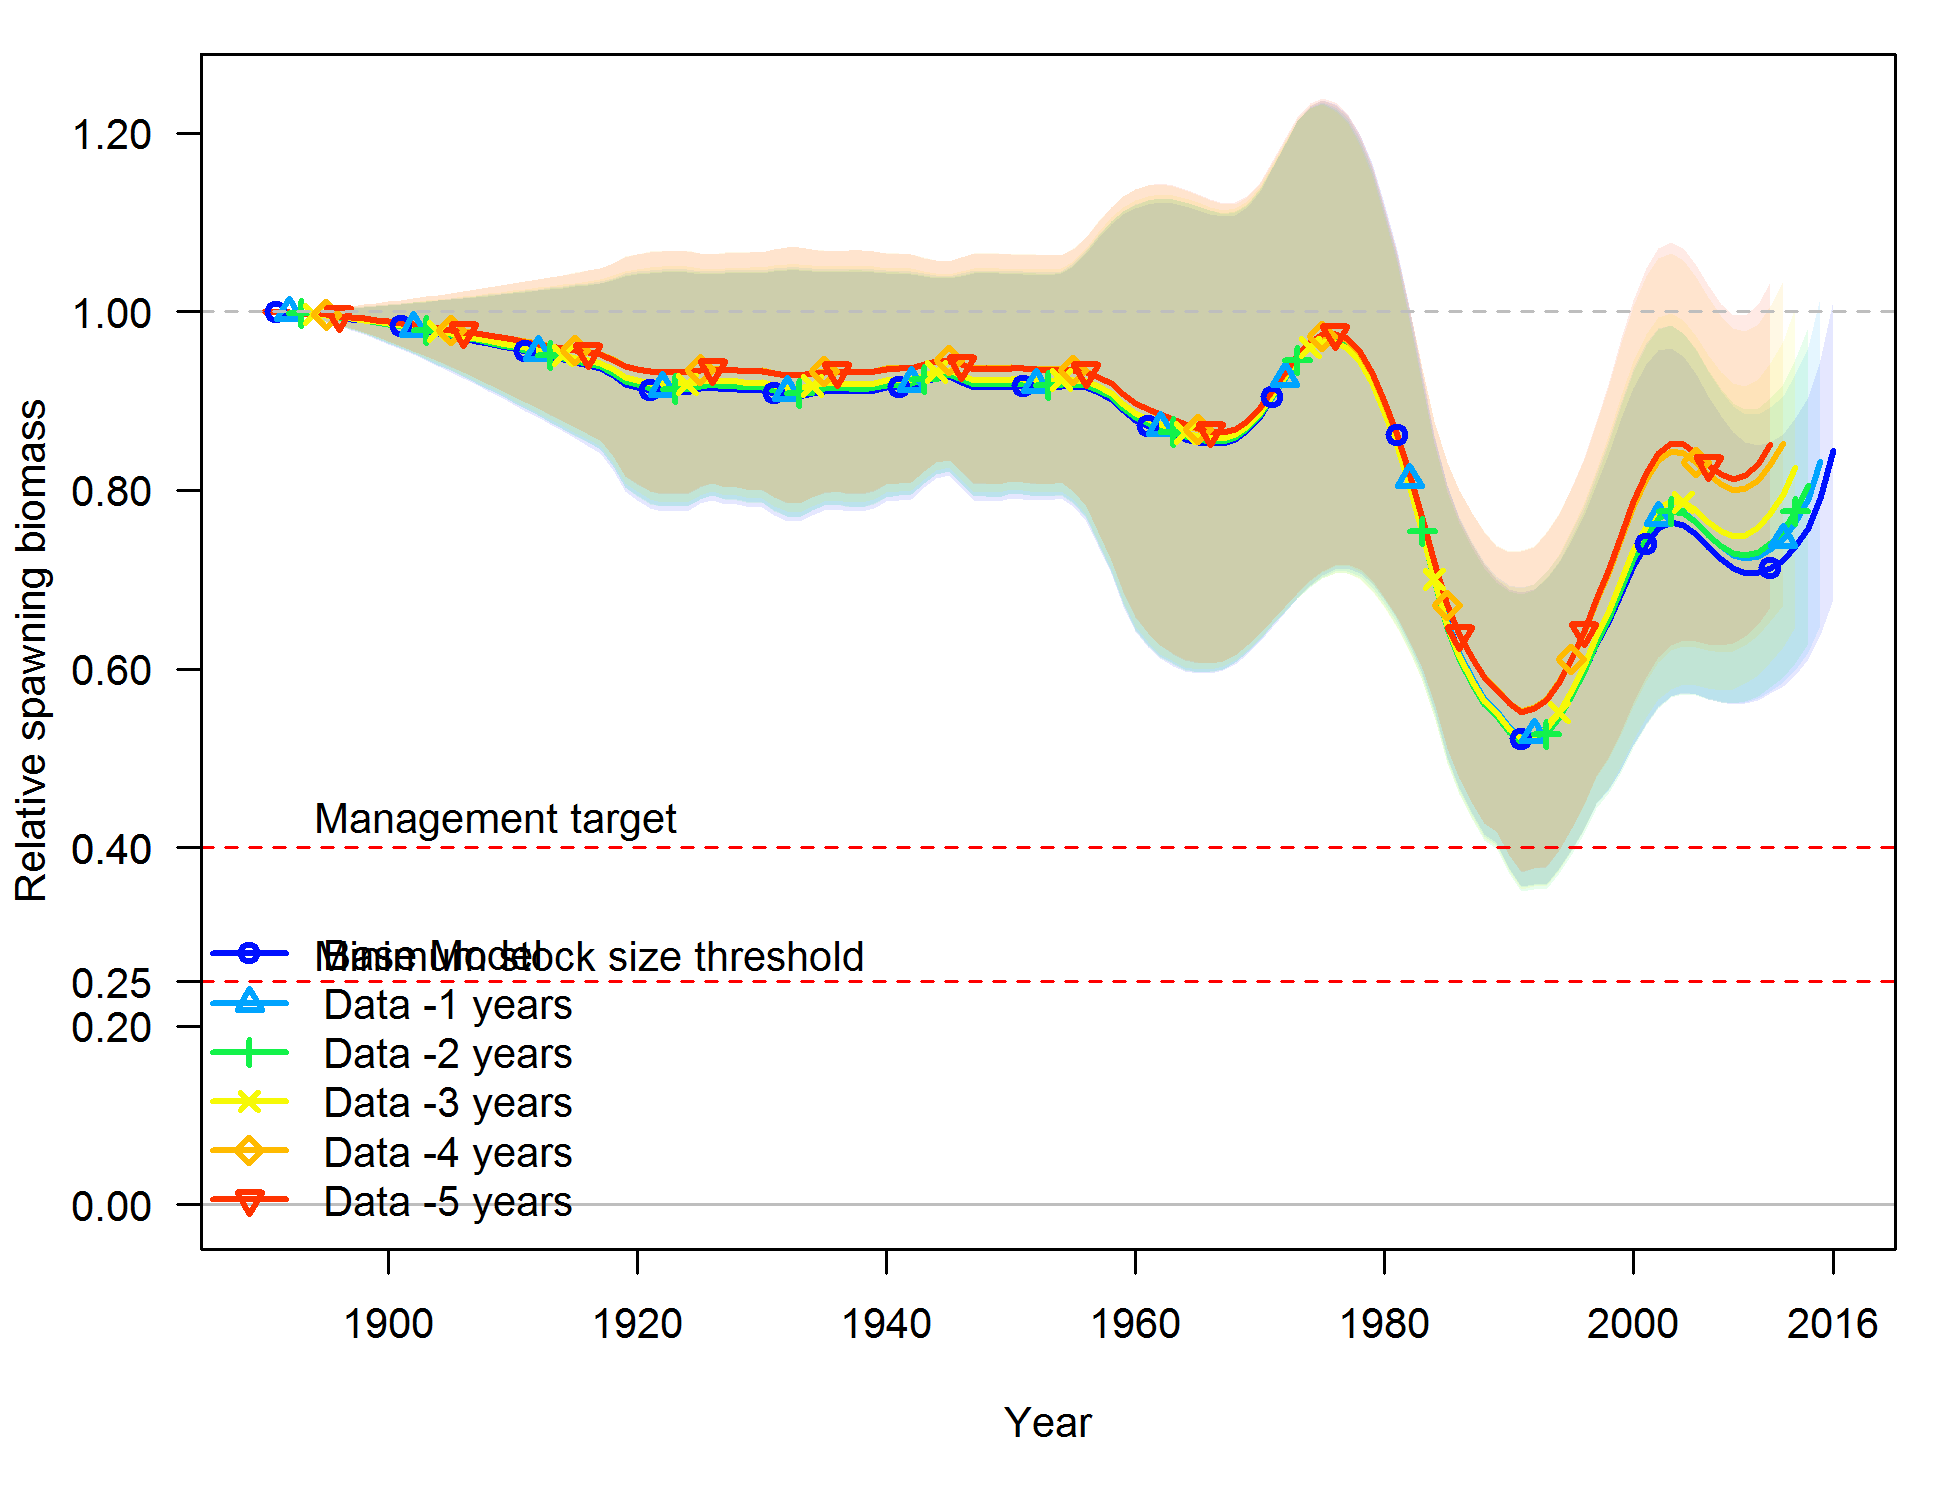 Relative spawning biomass
1.20
1.00
0.80
0.60
0.40
0.25
0.20
0.00
Management target
Minimum stock size threshold
Base Model
Data -1 years
Data -2 years
Data -3 years
Data -4 years
Data -5 years
1900
1920
1940
1960
1980
2000
2016
Year